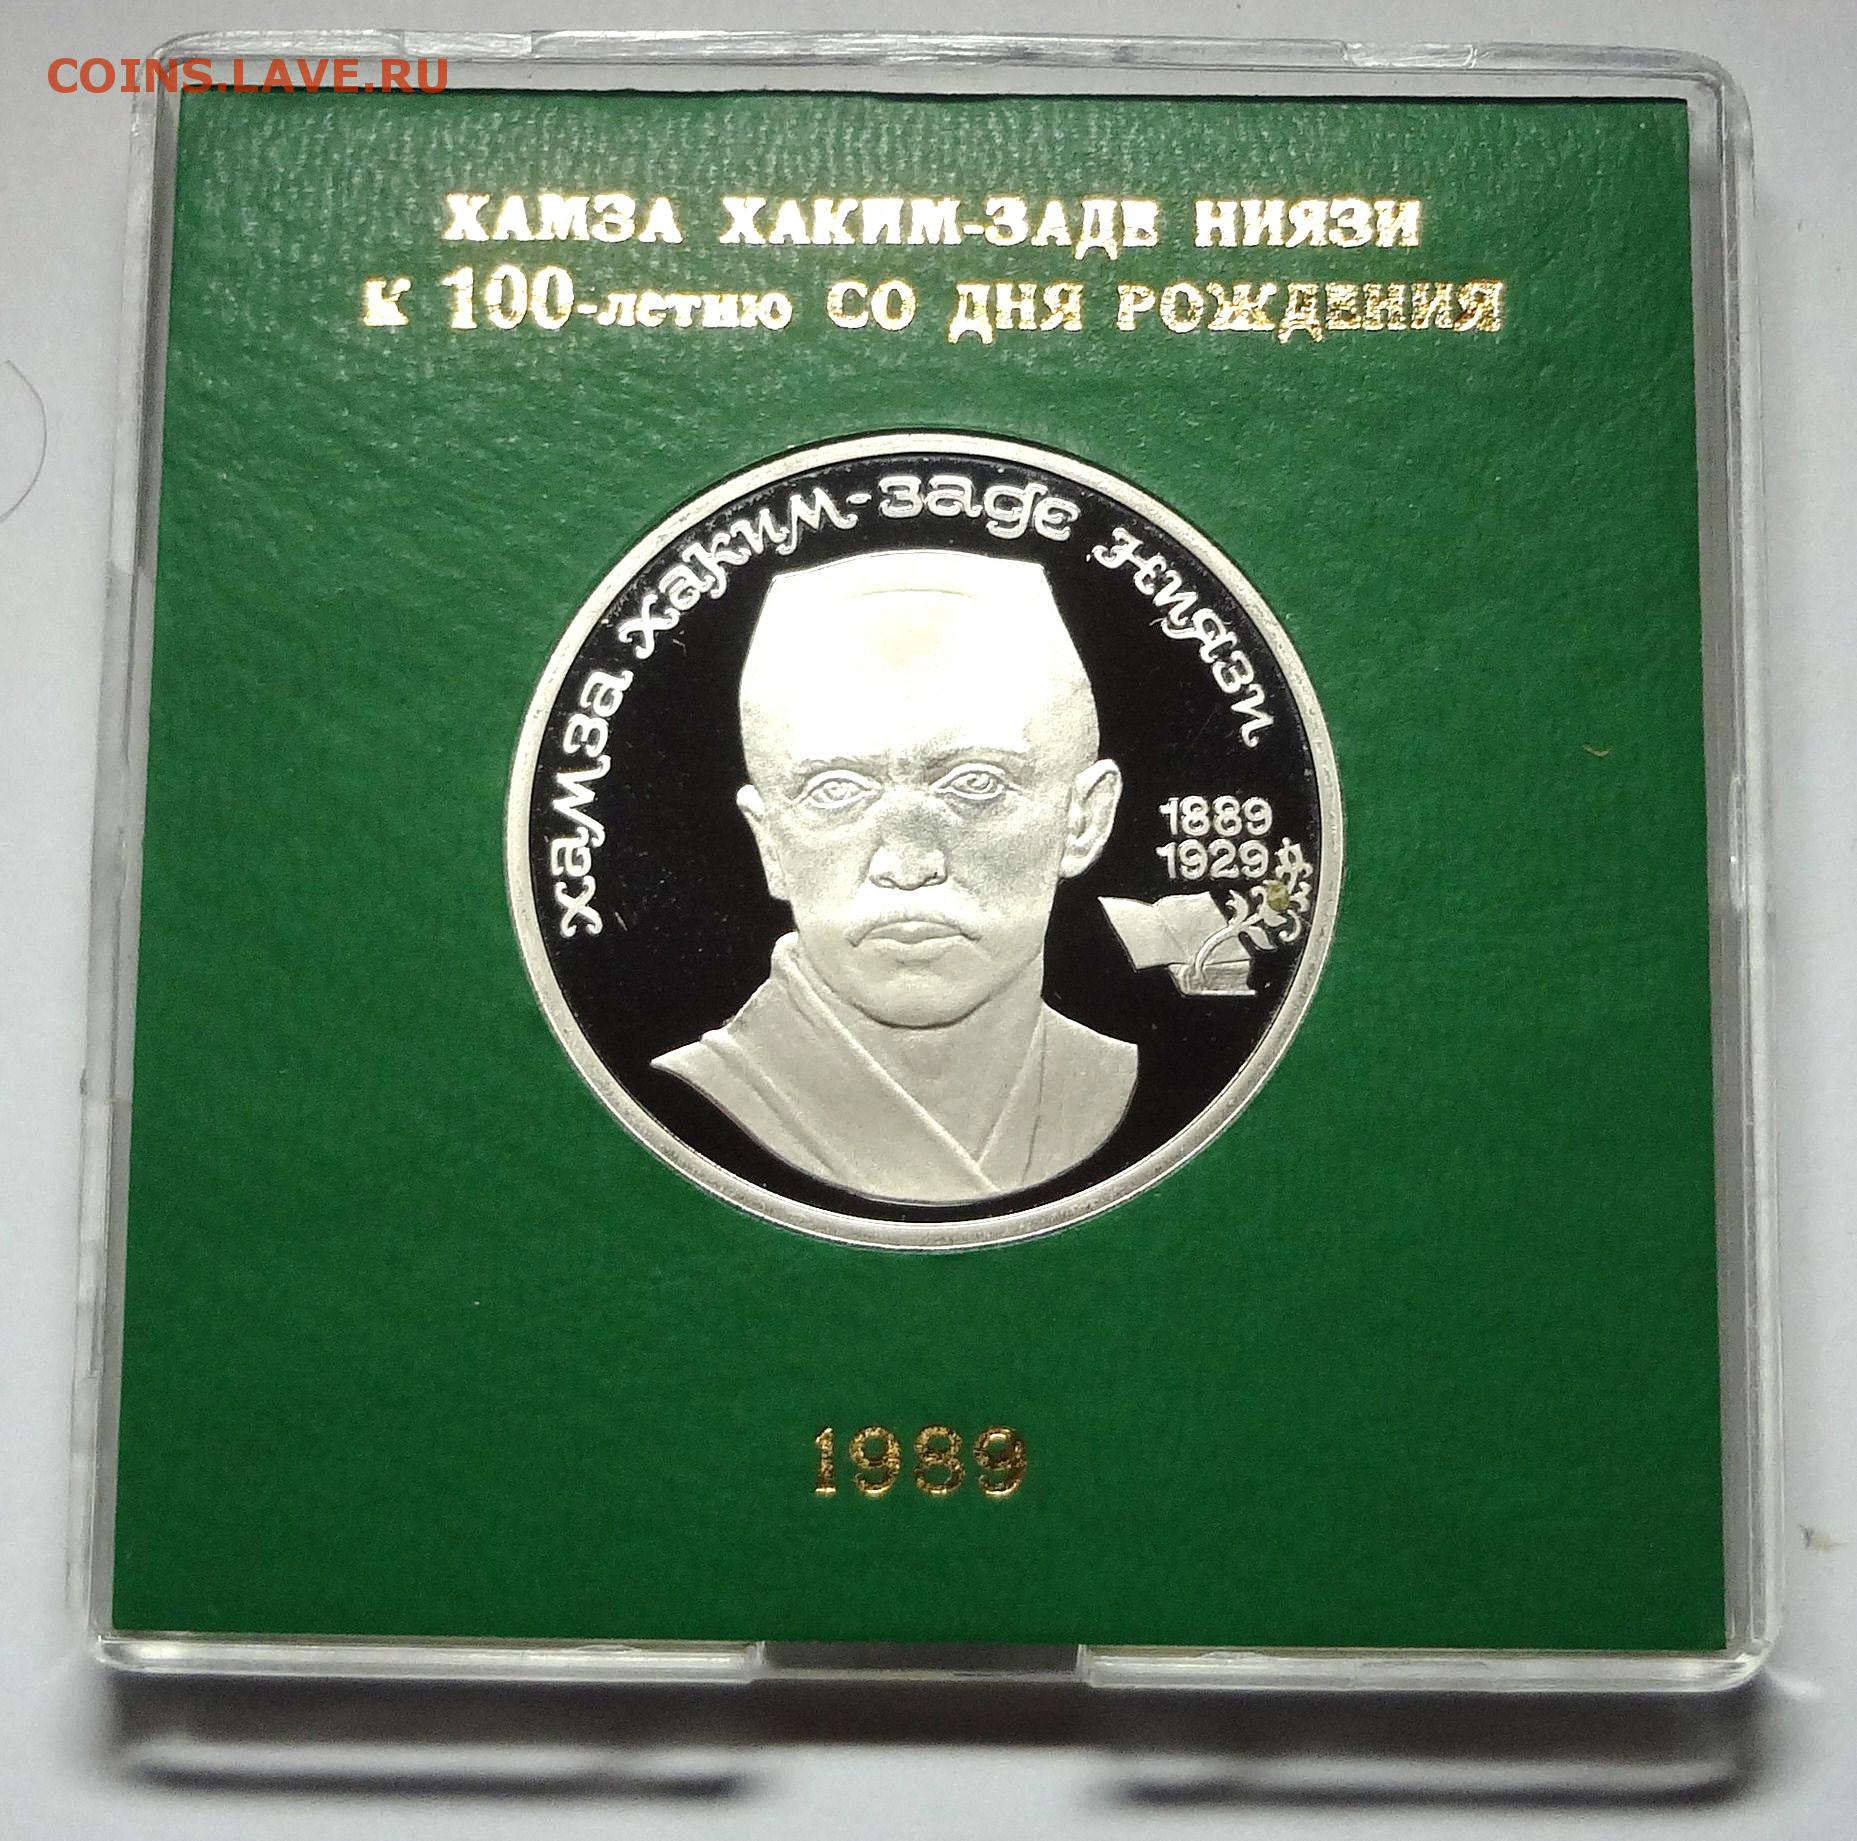 COINS.LAVE.RU
ХАМЗА ХАКИМ-ЗАДЕ НИЯЗИ
К 100-летию СО ДНЯ РОЖДЕНИЯ
хамза хаким-заде ниязи
1889
1929
1989